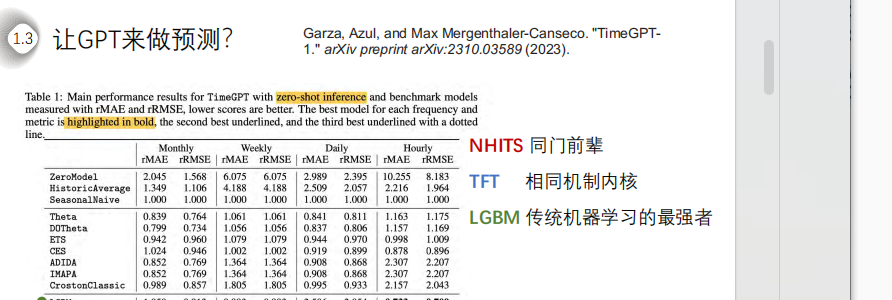 1.3 让GPT来做预测?
Garza, Azul, and Max Mergenthaler-Canseco. "TimeGPT-
1." arXiv preprint arXiv:2310.03589 (2023).
Table 1: Main performance results for TimeGPT with zero-shot inference and benchmark models
measured with rMAE and rRMSE, lower scores are better. The best model for each frequency and
metric is highlighted in bold, the second best underlined, and the third best underlined with a dotted
line.
Monthly Weekly Daily Hourly
rMAE rRMSE rMAE rRMSE rMAE rRMSE rMAE rRMSE
ZeroModel 2.045 1.568 6.075 6.075 2.989 2.395 10.255 8.183
HistoricAverage 1.349 1.106 4.188 4.188 2.509 2.057 2.216 1.964
SeasonalNaive 1.000 1.000 1.000 1.000 1.000 1.000 1.000 1.000
Theta 0.839 0.764 1.061 1.061 0.841 0.811 1.163 1.175
DOTheta 0.799 0.734 1.056 1.056 0.837 0.806 1.157 1.169
ETS 0.942 0.960 1.079 1.079 0.944 0.970 0.998 1.009
CES 1.024 0.946 1.002 1.002 0.919 0.899 0.878 0.896
ADIDA 0.852 0.769 1.364 1.364 0.908 0.868 2.307 2.207
IMAPA 0.852 0.769 1.364 1.364 0.908 0.868 2.307 2.207
CrostonClassic 0.989 0.857 1.805 1.805 0.995 0.933 2.157 2.043
NHITS 同门前辈
TFT 相同机制内核
LGBM 传统机器学习的最强者